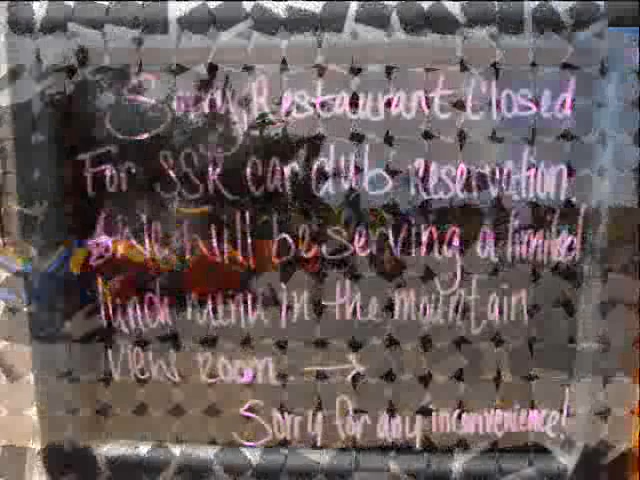 Sorry, Restaurant Closed
For SSR car club reservation
We will be serving a limited
lunch menu in the mountain
view room →
Sorry for any inconvenience!